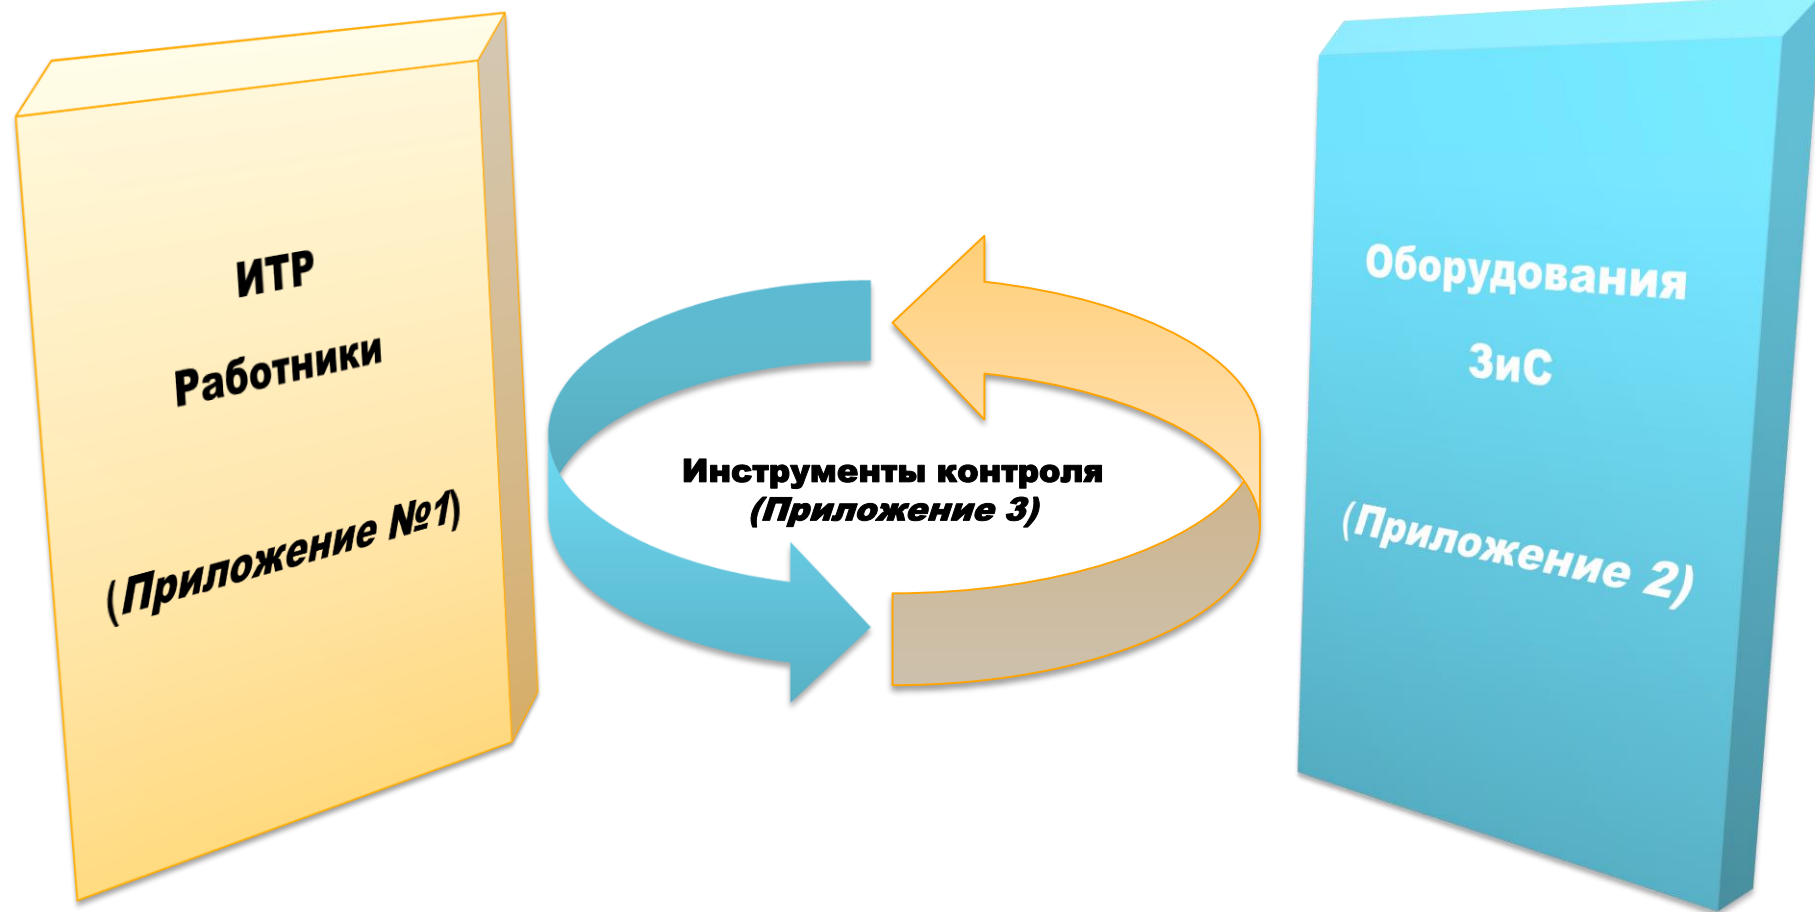 ИТР
Работники
(Приложение №1)
Инструменты контроля
(Приложение 3)
Оборудования
ЗиС
(Приложение 2)